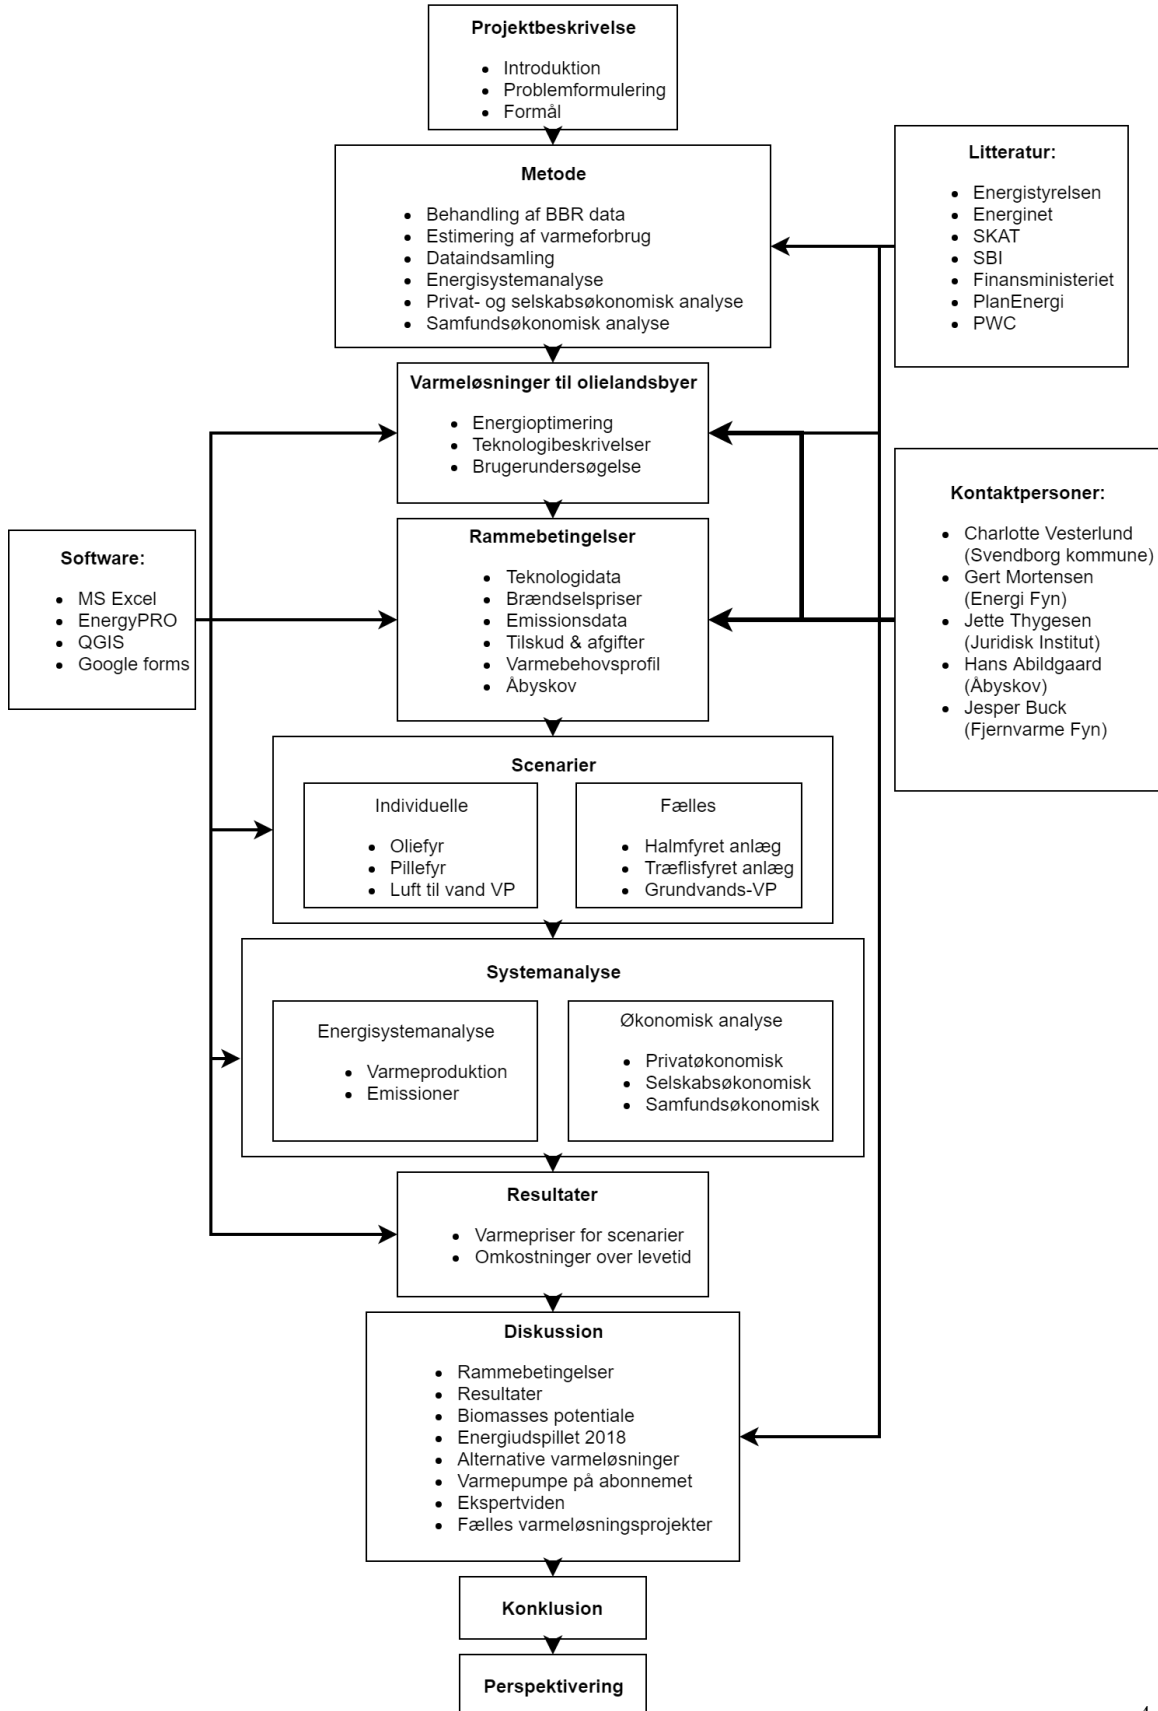 Projektbeskrivelse
Introduktion
Problemformulering
Formål
Metode
Behandling af BBR data
Estimering af varmeforbrug
Dataindsamling
Energisystemanalyse
Privat- og selskabsøkonomisk analyse
Samfundsøkonomisk analyse
Litteratur:
Energistyrelsen
Energinet
SKAT
SBI
Finansministeriet
PlanEnergi
PWC
Varmeløsninger til olielandsbyer
Energioptimering
Teknologibeskrivelser
Brugerundersøgelse
Kontaktpersoner:
Charlotte Vesterlund
(Svendborg kommune)
Gert Mortensen
(Energi Fyn)
Jette Thygesen
(Juridisk Institut)
Hans Abildgaard
(Åbyskov)
Jesper Buck
(Fjernvarme Fyn)
Software:
MS Excel
EnergyPRO
QGIS
Google forms
Rammebetingelser
Teknologidata
Brændselspriser
Emissionsdata
Tilskud & afgifter
Varmebehovsprofil
Åbyskov
Scenarier
Individuelle
Oliefyr
Pillefyr
Luft til vand VP
Fælles
Halmfyret anlæg
Træflisfyret anlæg
Grundvands-VP
Systemanalyse
Energisystemanalyse
Varmeproduktion
Emissioner
Økonomisk analyse
Privatøkonomisk
Selskabsøkonomisk
Samfundsøkonomisk
Resultater
Varmepriser for scenarier
Omkostninger over levetid
Diskussion
Rammebetingelser
Resultater
Biomasses potentiale
Energiudspillet 2018
Alternative varmeløsninger
Varmepumpe på abonnemet
Ekspertviden
Fælles varmeløsningsprojekter
Konklusion
Perspektivering